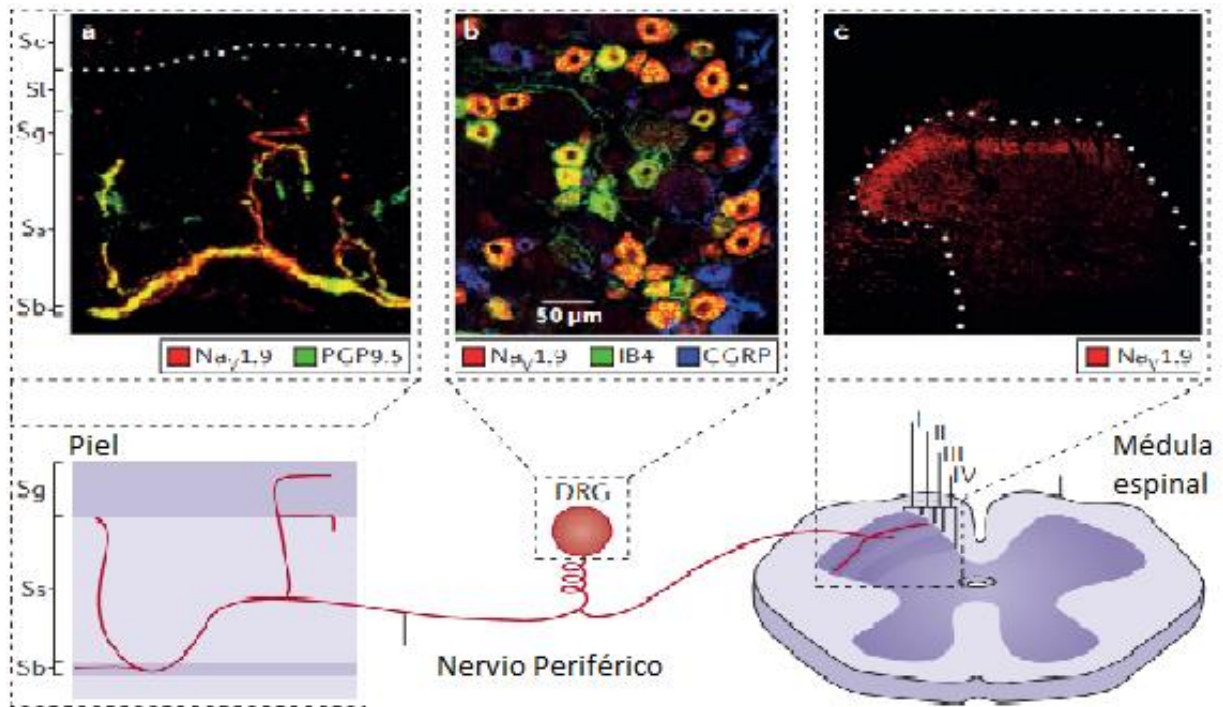 a
b
c
Sc
Sl
Sg
Ss
Sb
50 µm
NaV1.9 PGP9.5
NaV1.9 IB4 CGRP
NaV1.9
Piel
Sg
Ss
Sb
DRG
Nervio Periférico
I
II
III
IV
Médula
espinal